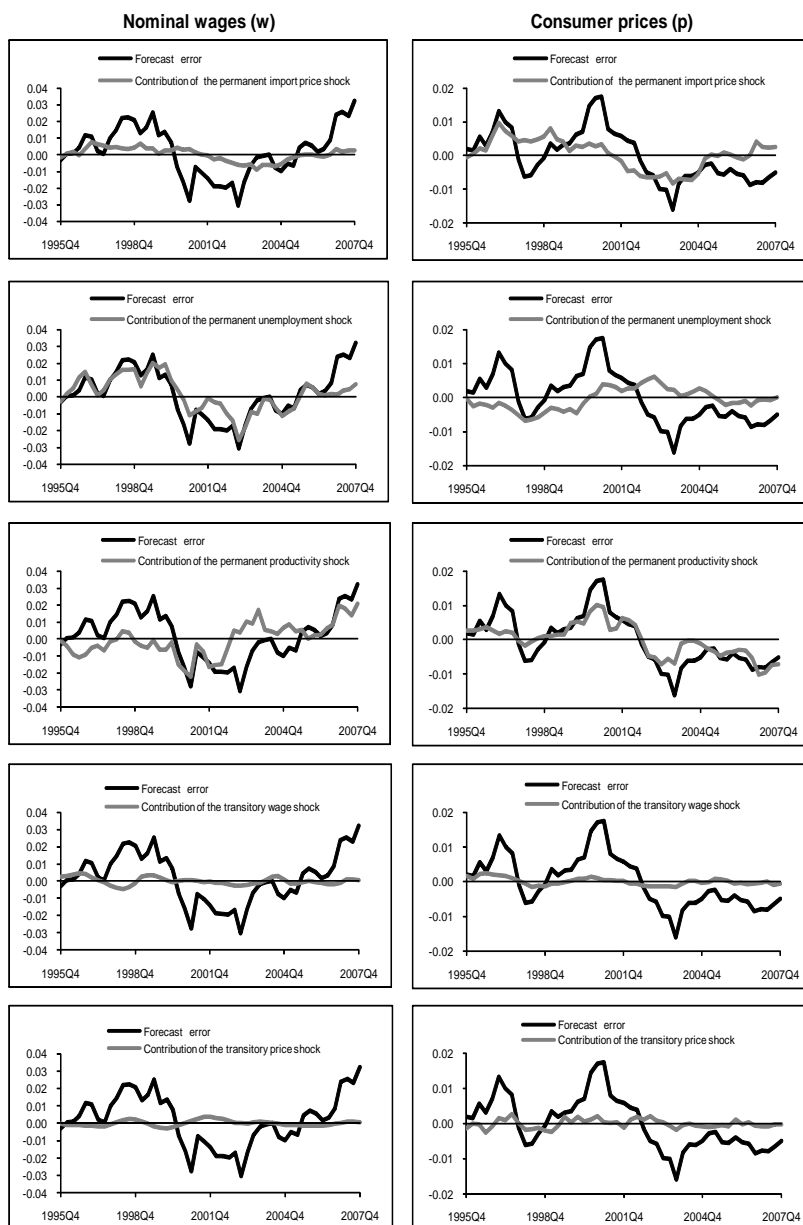 Nominal wages (w)
Consumer prices (p)
Forecast error
Contribution of the permanent import price shock
0.04
0.03
0.02
0.01
0.00
-0.01
-0.02
-0.03
-0.04
1995Q4 1998Q4 2001Q4 2004Q4 2007Q4
Forecast error
Contribution of the permanent import price shock
0.02
0.01
0.00
-0.01
-0.02
1995Q4 1998Q4 2001Q4 2004Q4 2007Q4
Forecast error
Contribution of the permanent unemployment shock
0.04
0.03
0.02
0.01
0.00
-0.01
-0.02
-0.03
-0.04
1995Q4 1998Q4 2001Q4 2004Q4 2007Q4
Forecast error
Contribution of the permanent unemployment shock
0.02
0.01
0.00
-0.01
-0.02
1995Q4 1998Q4 2001Q4 2004Q4 2007Q4
Forecast error
Contribution of the permanent productivity shock
0.04
0.03
0.02
0.01
0.00
-0.01
-0.02
-0.03
-0.04
1995Q4 1998Q4 2001Q4 2004Q4 2007Q4
Forecast error
Contribution of the permanent productivity shock
0.02
0.01
0.00
-0.01
-0.02
1995Q4 1998Q4 2001Q4 2004Q4 2007Q4
Forecast error
Contribution of the transitory wage shock
0.04
0.03
0.02
0.01
0.00
-0.01
-0.02
-0.03
-0.04
1995Q4 1998Q4 2001Q4 2004Q4 2007Q4
Forecast error
Contribution of the transitory wage shock
0.02
0.01
0.00
-0.01
-0.02
1995Q4 1998Q4 2001Q4 2004Q4 2007Q4
Forecast error
Contribution of the transitory price shock
0.04
0.03
0.02
0.01
0.00
-0.01
-0.02
-0.03
-0.04
1995Q4 1998Q4 2001Q4 2004Q4 2007Q4
Forecast error
Contribution of the transitory price shock
0.02
0.01
0.00
-0.01
-0.02
1995Q4 1998Q4 2001Q4 2004Q4 2007Q4